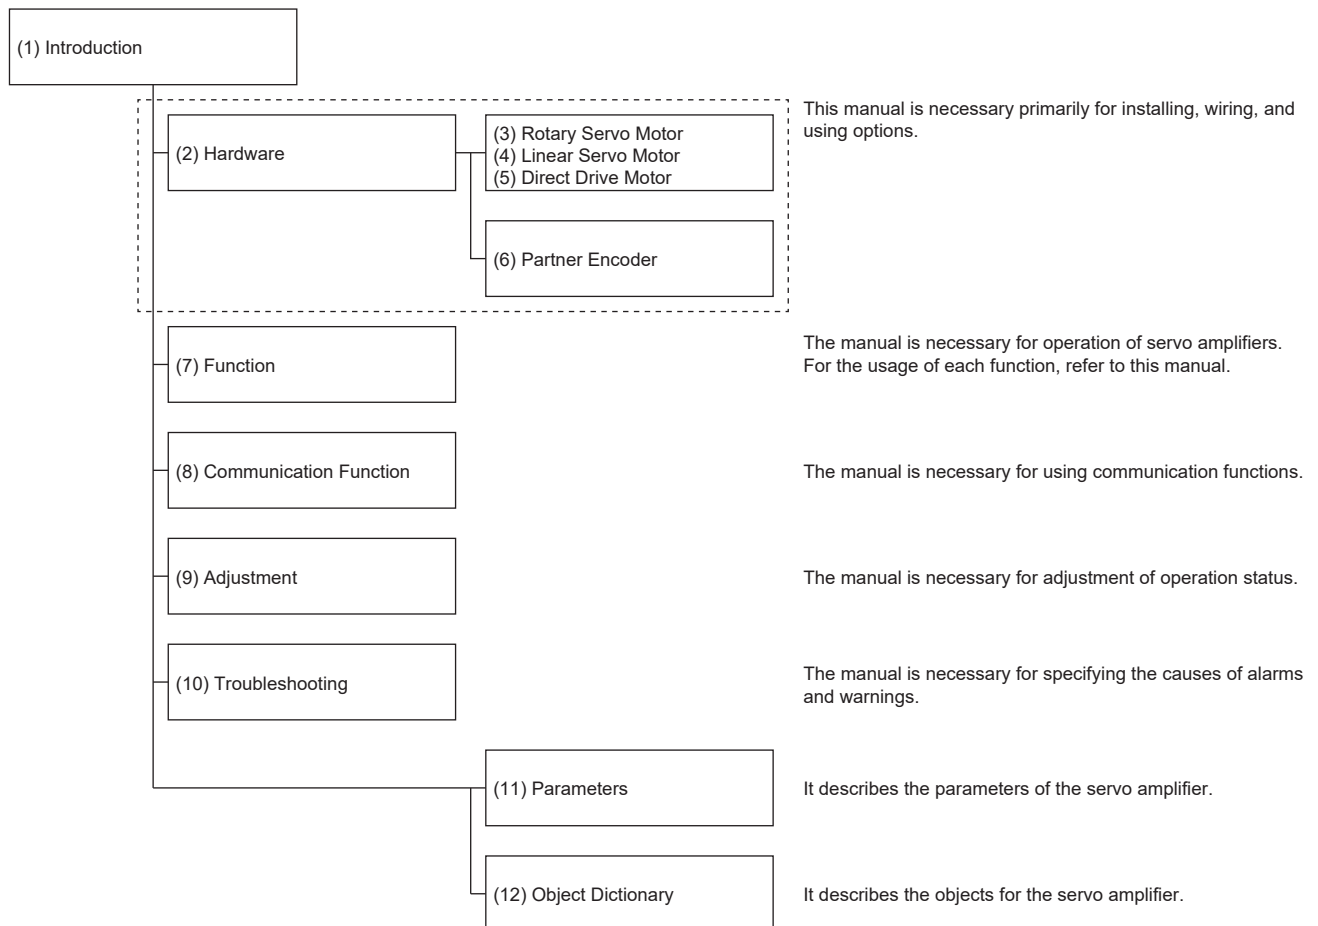 (1) Introduction
This manual is necessary primarily for installing, wiring, and
using options.
(2) Hardware
(3) Rotary Servo Motor
(4) Linear Servo Motor
(5) Direct Drive Motor
(6) Partner Encoder
(7) Function
The manual is necessary for operation of servo amplifiers.
For the usage of each function, refer to this manual.
(8) Communication Function
The manual is necessary for using communication functions.
(9) Adjustment
The manual is necessary for adjustment of operation status.
(10) Troubleshooting
The manual is necessary for specifying the causes of alarms
and warnings.
(11) Parameters
It describes the parameters of the servo amplifier.
(12) Object Dictionary
It describes the objects for the servo amplifier.